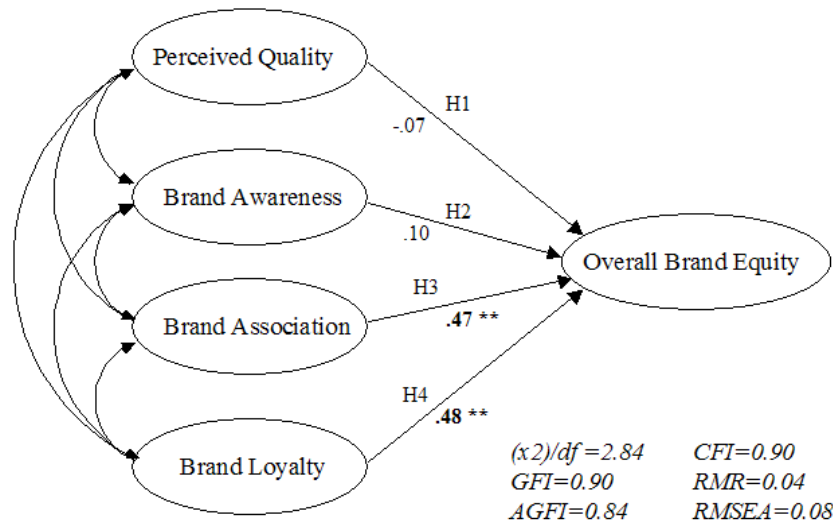 Perceived Quality
H1
-.07
Brand Awareness
H2
.10
Overall Brand Equity
H3
Brand Association
.47 **
H4
.48 **
Brand Loyalty
(x2)/df =2.84 CFI=0.90
GFI=0.90 RMR=0.04
AGFI=0.84 RMSEA=0.08